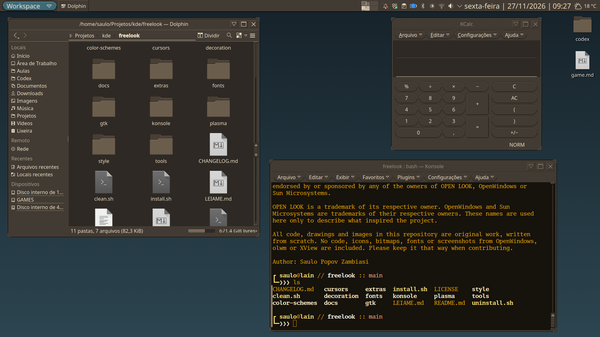 Workspace
Dolphin
sexta-feira | 27/11/2026 | 09:27
18 °C
/home/saulo/Projetos/kde/freelook — Dolphin
Projetos kde freelook
Dividir
Locais
Início
Área de Trabalho
Aulas
Codex
Documentos
Downloads
Imagens
Música
Projetos
Vídeos
Lixeira
Remoto
Rede
Recentes
Arquivos recentes
Locais recentes
Dispositivos
Disco interno de 1...
GAMES
Disco interno de 4...
color-schemes cursors decoration
docs extras fonts
gtk konsole plasma
style tools CHANGELOG.md
clean.sh install.sh LEIAME.md
11 pastas, 7 arquivos (82,3 KiB)
KCalc
Arquivo Editar Configurações Ajuda
% ÷ × − C
7 8 9 + AC
4 5 6 (
1 2 3 = )
0 , +/−
NORM
codex
game.md
freelook : bash — Konsole
Arquivo Editar Exibir Favoritos Plugins Configurações Ajuda
endorsed by or sponsored by any of the owners of OPEN LOOK, OpenWindows or
Sun Microsystems.
OPEN LOOK is a trademark of its respective owner. OpenWindows and Sun
Microsystems are trademarks of their respective owners. These names are used
here only to describe what inspired the project.
All code, drawings and images in this repository are original work, written
from scratch. No code, icons, bitmaps, fonts or screenshots from OpenWindows,
olwm or XView are included. Please keep it that way when contributing.
Author: Saulo Popov Zambiasi
saulo@lain // freelook :: main
❯❯❯ ls
CHANGELOG.md cursors extras install.sh LICENSE style
clean.sh decoration fonts konsole plasma tools
color-schemes docs gtk LEIAME.md README.md uninstall.sh
saulo@lain // freelook :: main
❯❯❯